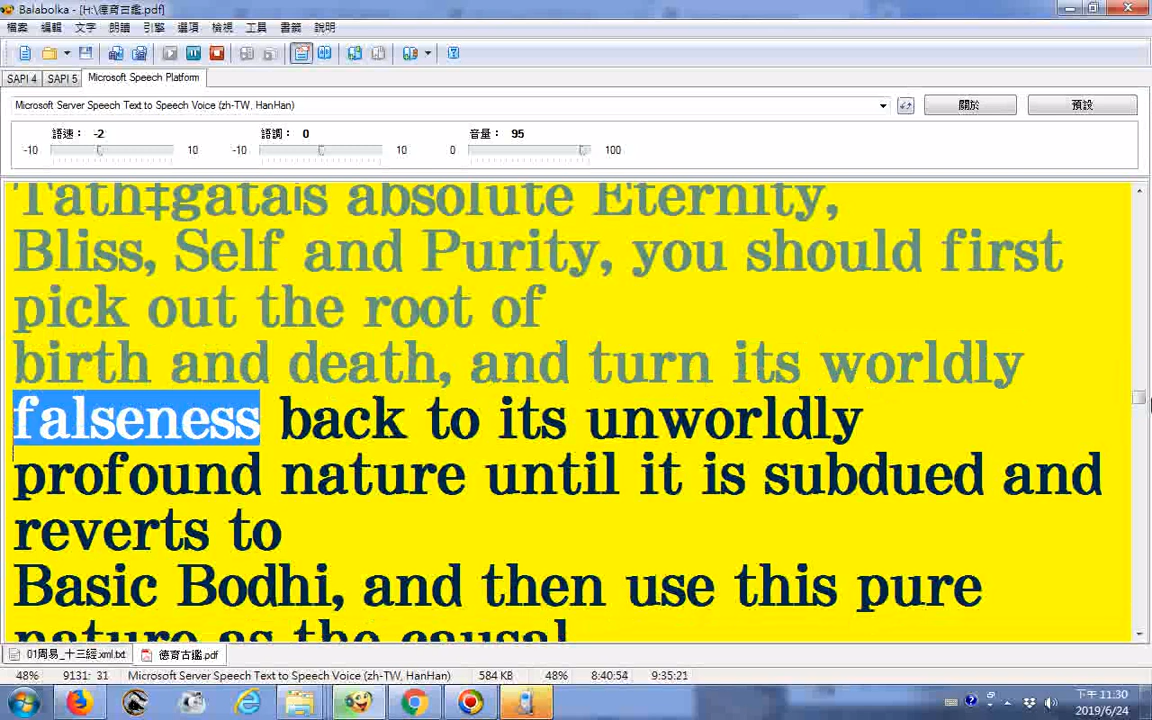 Balabolka - [H:\德育古鑑.pdf]
檔案 編輯 文字 朗讀 引擎 選項 檢視 工具 書籤 說明
SAPI 4 SAPI 5 Microsoft Speech Platform
Microsoft Server Speech Text to Speech Voice (zh-TW, HanHan) 關於 預設
語速： -2 語調： 0 音量： 95
-10 10 -10 10 0 100
Tath‡gataís absolute Eternity,
Bliss, Self and Purity, you should first
pick out the root of
birth and death, and turn its worldly
falseness back to its unworldly
profound nature until it is subdued and
reverts to
Basic Bodhi, and then use this pure
nature as the causal
01周易_十三經.xml.txt 德育古鑑.pdf
48% 9131: 31 Microsoft Server Speech Text to Speech Voice (zh-TW, HanHan) 584 KB 48% 8:40:54 9:35:21
下午 11:30
2019/6/24